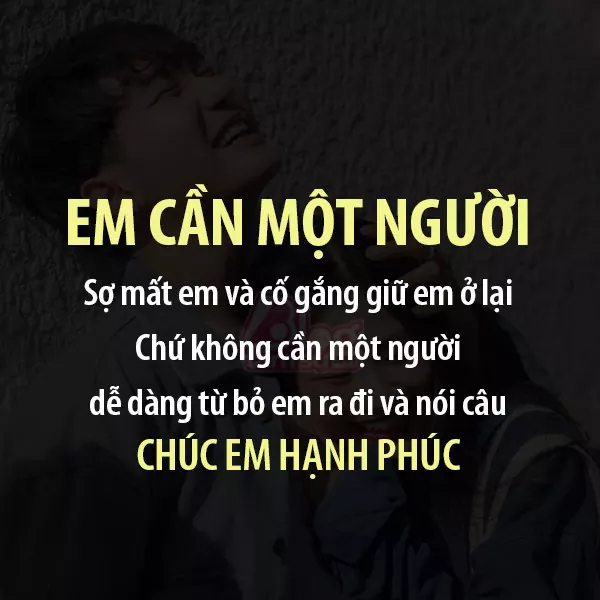 EM CẦN MỘT NGƯỜI
Sợ mất em và cố gắng giữ em ở lại
Chứ không cần một người
dễ dàng từ bỏ em ra đi và nói câu
CHÚC EM HẠNH PHÚC